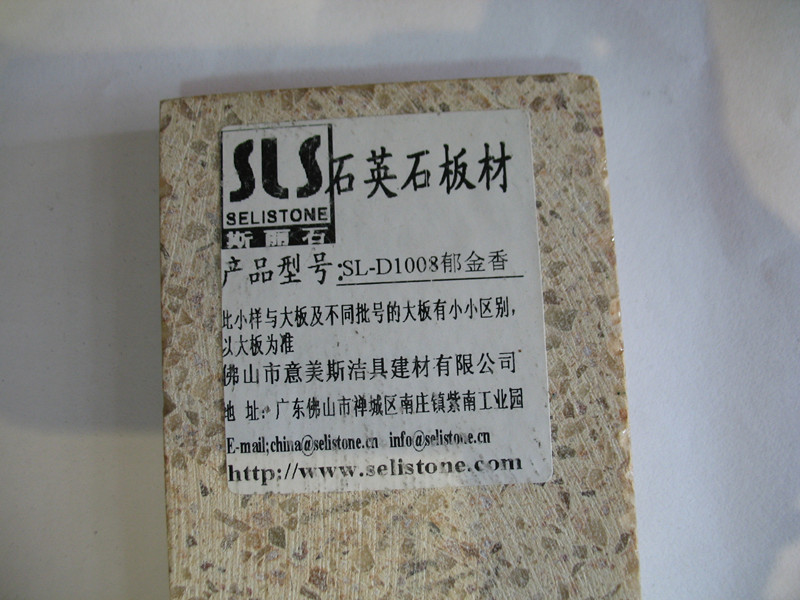 SLS
SELISTONE
斯丽石
石英石板材
产品型号:SL-D1008郁金香
此小样与大板及不同批号的大板有小小区别,
以大板为准
佛山市意美斯洁具建材有限公司
地 址: 广东佛山市禅城区南庄镇紫南工业园
E-mail;china@selistone.cn info@selistone.cn
http://www.selistone.com